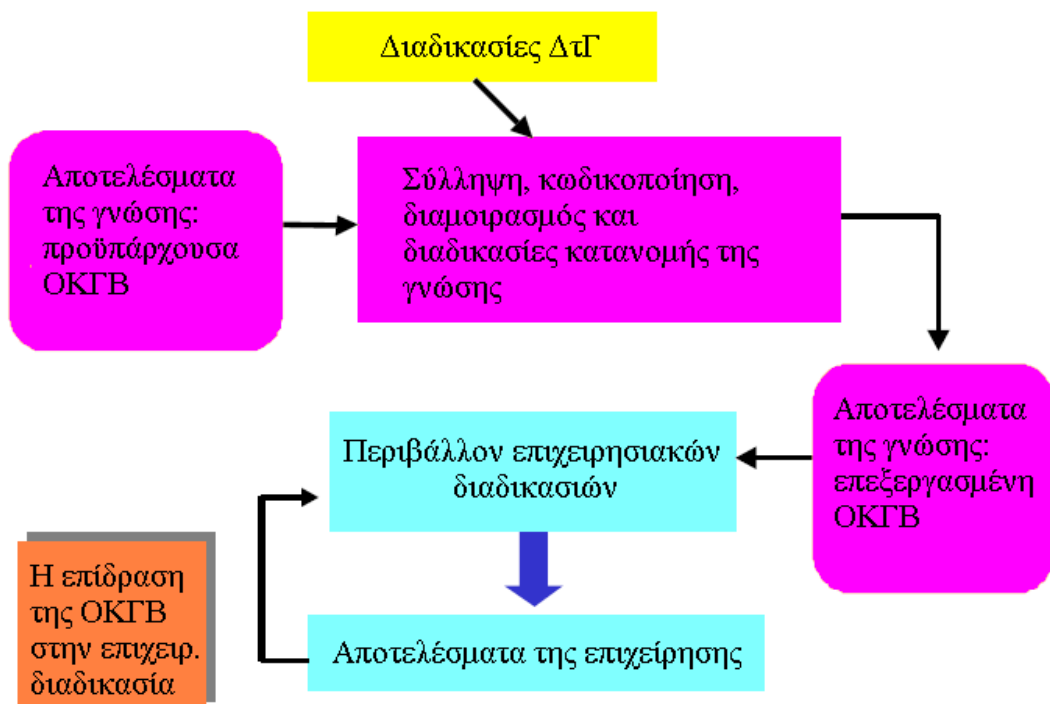 Διαδικασίες ΔτΓ
Αποτελέσματα
της γνώσης:
προϋπάρχουσα
ΟΚΓΒ
Σύλληψη, κωδικοποίηση,
διαμοιρασμός και
διαδικασίες κατανομής της
γνώσης
Αποτελέσματα
της γνώσης:
επεξεργασμένη
ΟΚΓΒ
Περιβάλλον επιχειρησιακών
διαδικασιών
Η επίδραση
της ΟΚΓΒ
στην επιχειρ.
διαδικασία
Αποτελέσματα της επιχείρησης